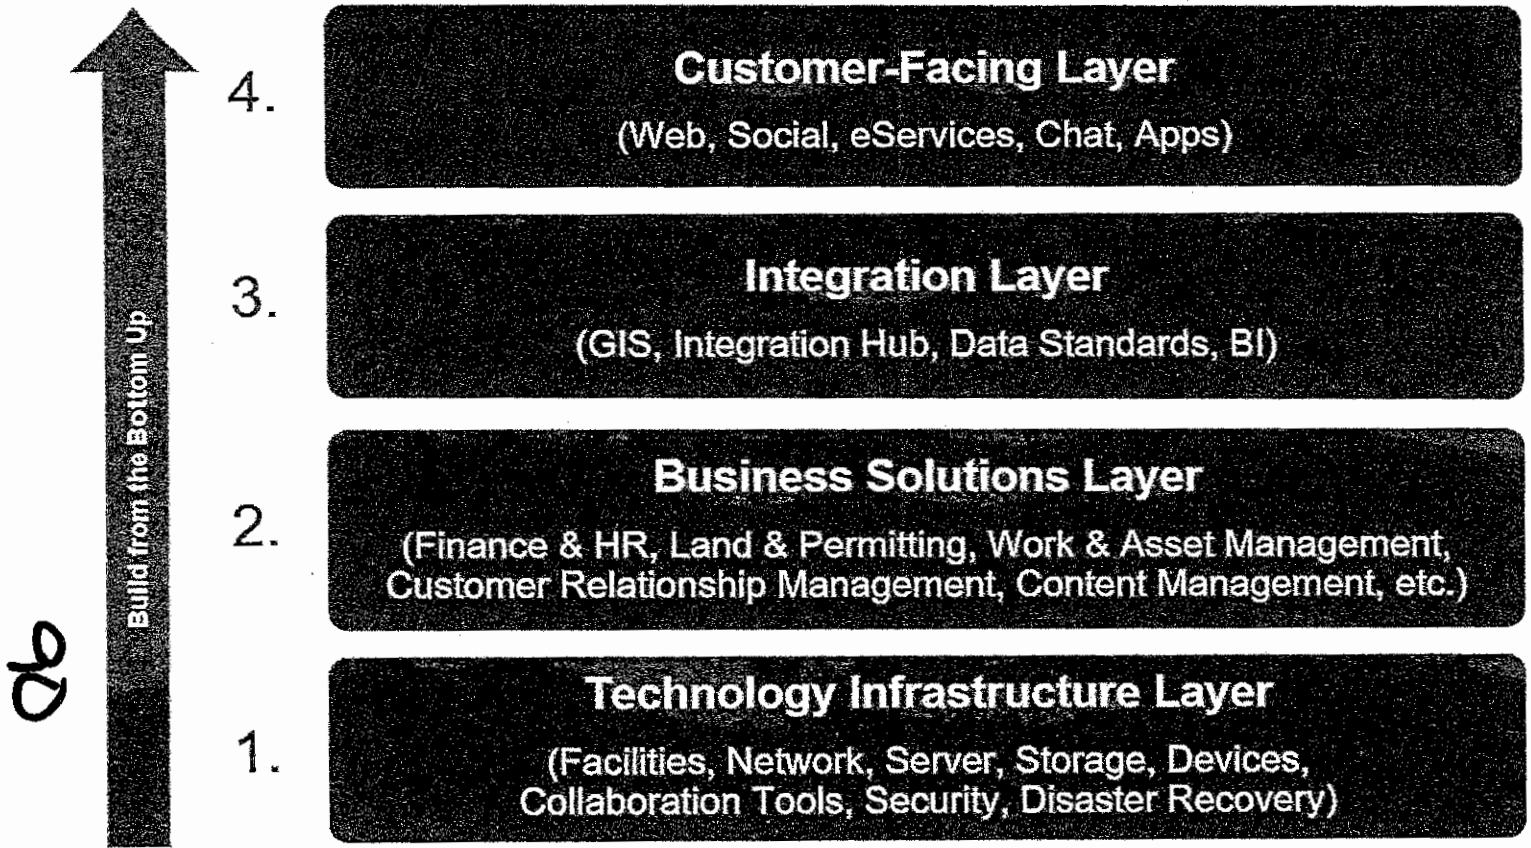 4.
Customer-Facing Layer
(Web, Social, eServices, Chat, Apps)
3.
Integration Layer
(GIS, Integration Hub, Data Standards, BI)
Build from the Bottom Up
2.
Business Solutions Layer
(Finance & HR, Land & Permitting, Work & Asset Management,
Customer Relationship Management, Content Management, etc.)
1.
Technology Infrastructure Layer
(Facilities, Network, Server, Storage, Devices,
Collaboration Tools, Security, Disaster Recovery)